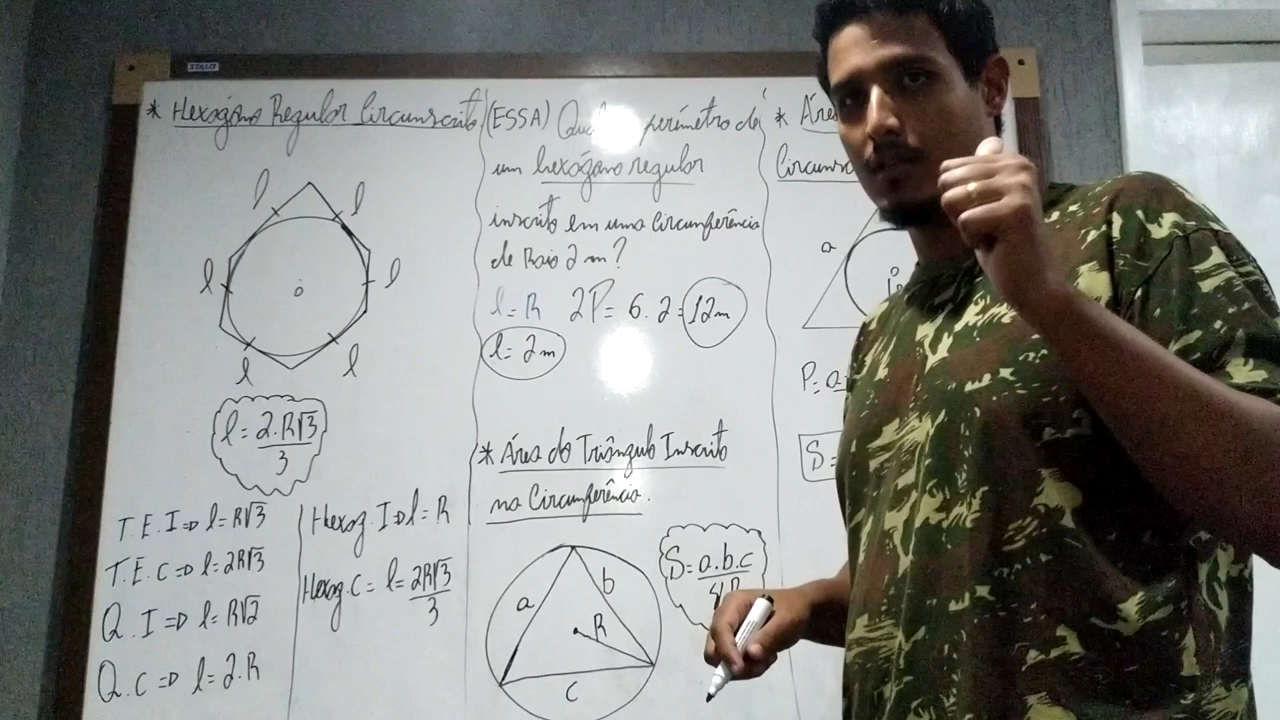 * Hexágono Regular Circunscrito
l
l
l
l
l
l
o
l = 2.R√3
3
T.E.I => l = R√3
T.E.C => l = 2R√3
Q.I => l = R√2
Q.C => l = 2.R
Hexag. I => l = R
Hexag. C = l = 2R√3
3
(ESSA) perímetro de
um hexágono regular
inscrito em uma Circunferência
de Raio 2 m?
l = R 2P = 6.2 = 12m
l = 2m
* Área do Triângulo Inscrito
na Circunferência.
a
b
R
c
S = a.b.c
4R
*
a
P = a
S =
STALO